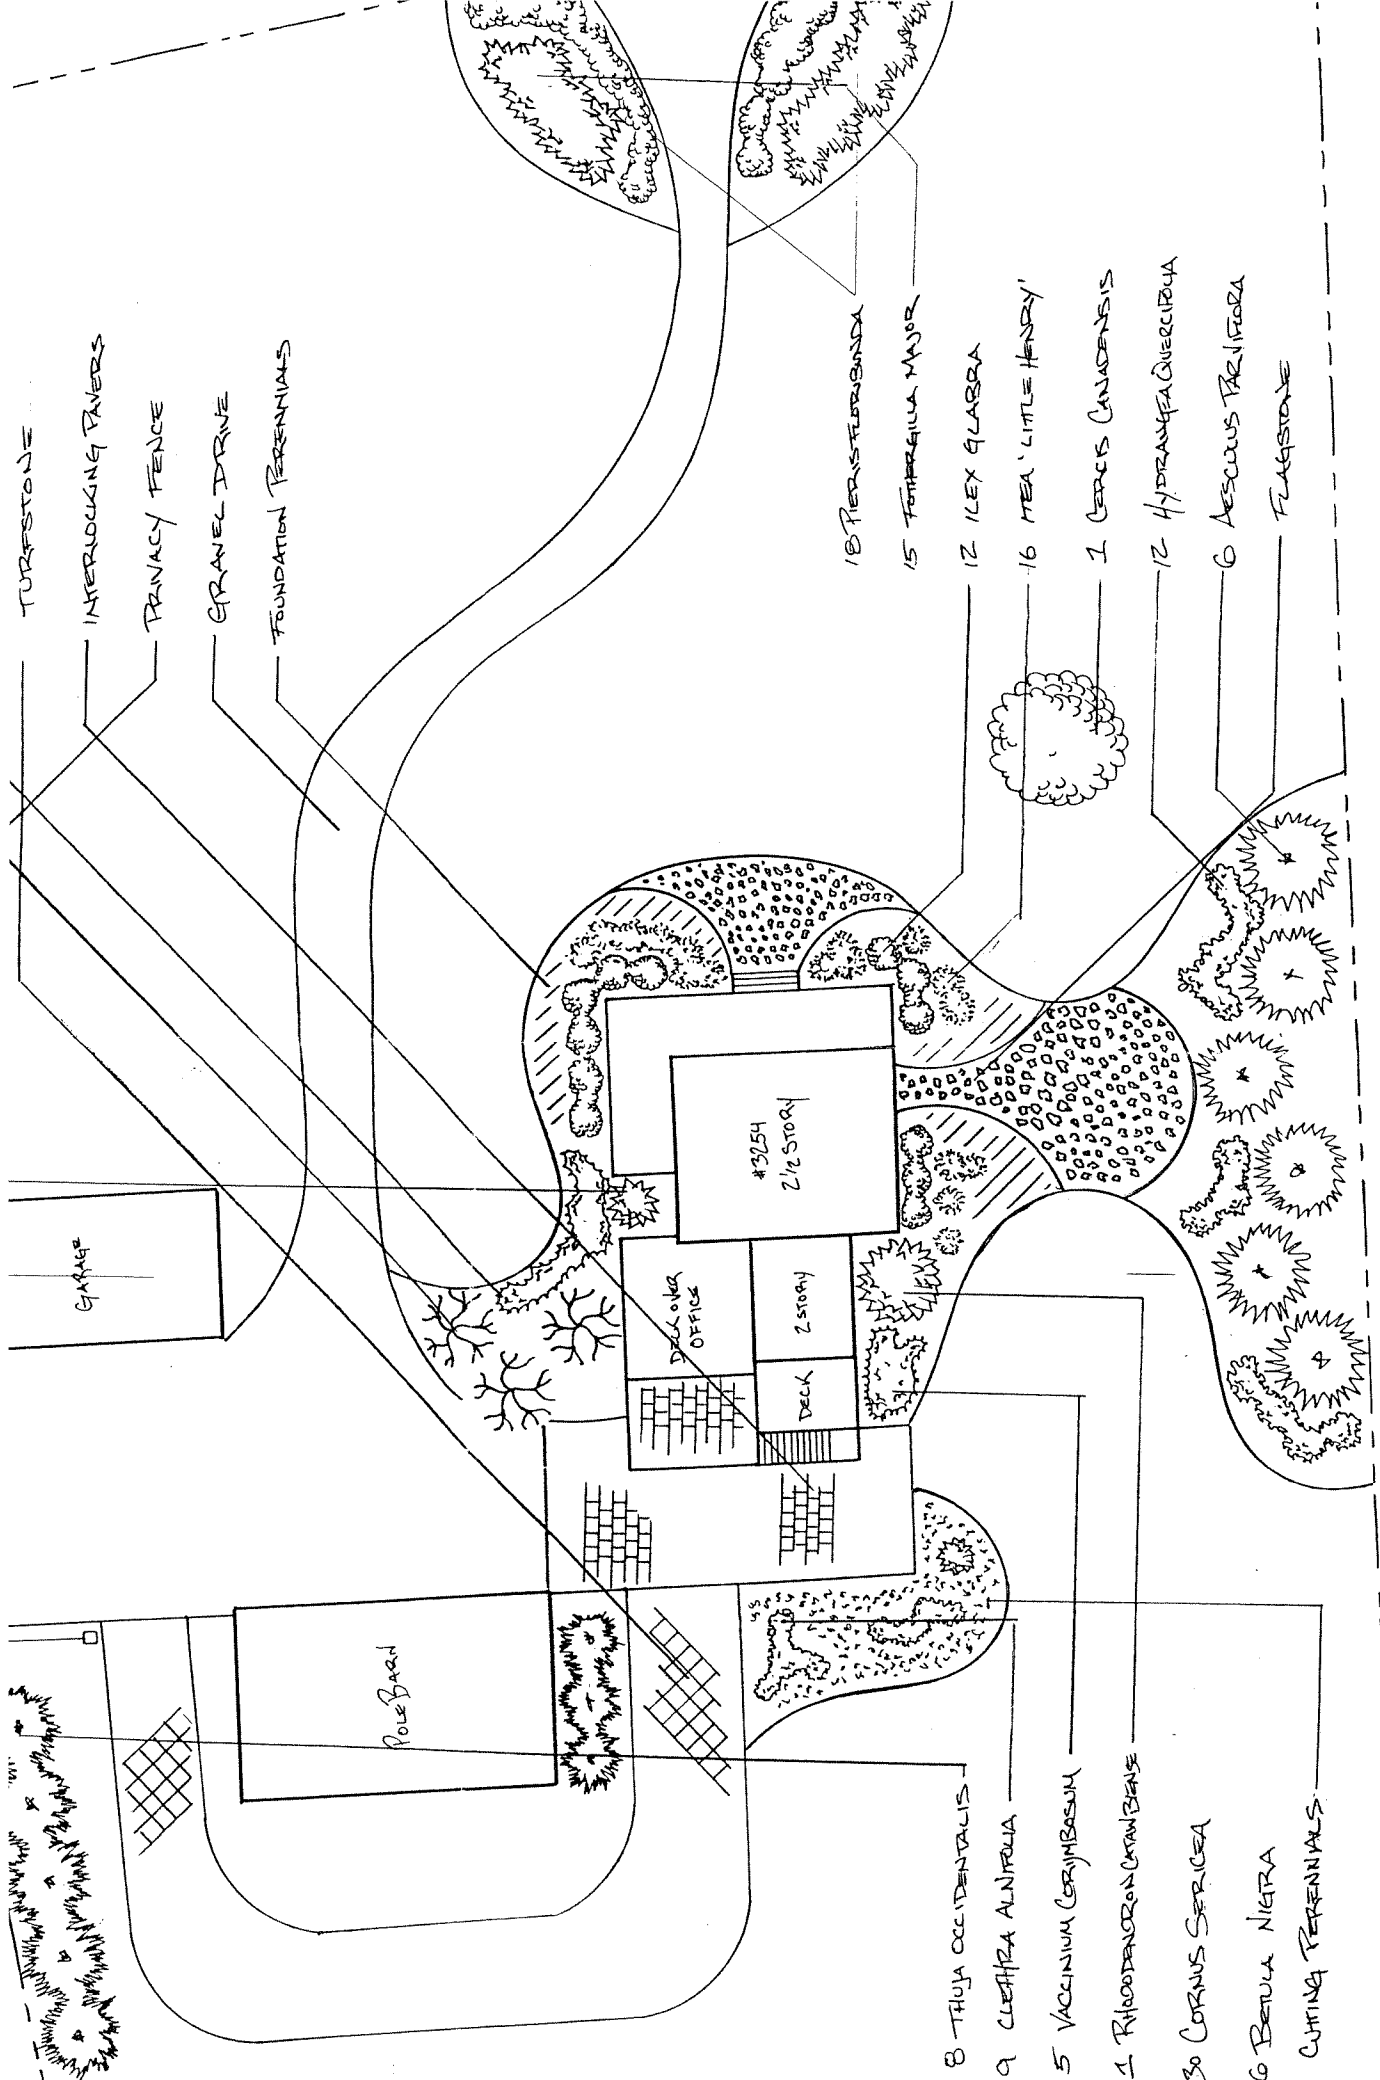 TURFSTONE
INTERLOCKING PAVERS
PRIVACY FENCE
GRAVEL DRIVE
FOUNDATION PERENNIALS
18 PIERIS FLORIBUNDA
15 FOTHERGILLA MAJOR
12 ILEX GLABRA
16 ITEA 'LITTLE HENRY'
1 CERCIS CANADENSIS
12 HYDRANGEA QUERCIFOLIA
6 AESCULUS PARVIFLORA
FLAGSTONE
GARAGE
#3254
2 1/2 STORY
DECK OVER
OFFICE
2 STORY
DECK
POLE BARN
8 THUJA OCCIDENTALIS
9 CLETHRA ALNIFOLIA
5 VACCINIUM CORYMBOSUM
1 RHODODENDRON CATAWBIENSE
30 CORNUS SERICEA
6 BETULA NIGRA
CUTTING PERENNIALS